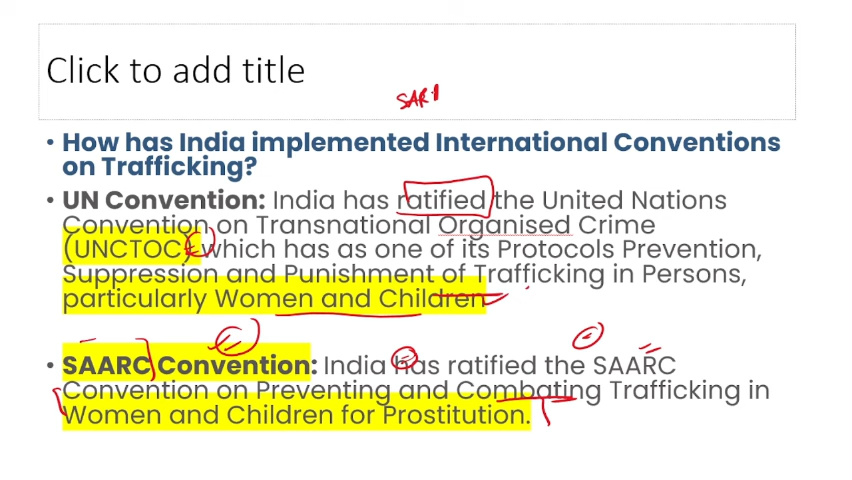 Click to add title
SAR
• How has India implemented International Conventions
on Trafficking?
• UN Convention: India has ratified the United Nations
Convention on Transnational Organised Crime
(UNCTOC) which has as one of its Protocols Prevention,
Suppression and Punishment of Trafficking in Persons,
particularly Women and Children
• SAARC Convention: India has ratified the SAARC
Convention on Preventing and Combating Trafficking in
Women and Children for Prostitution.